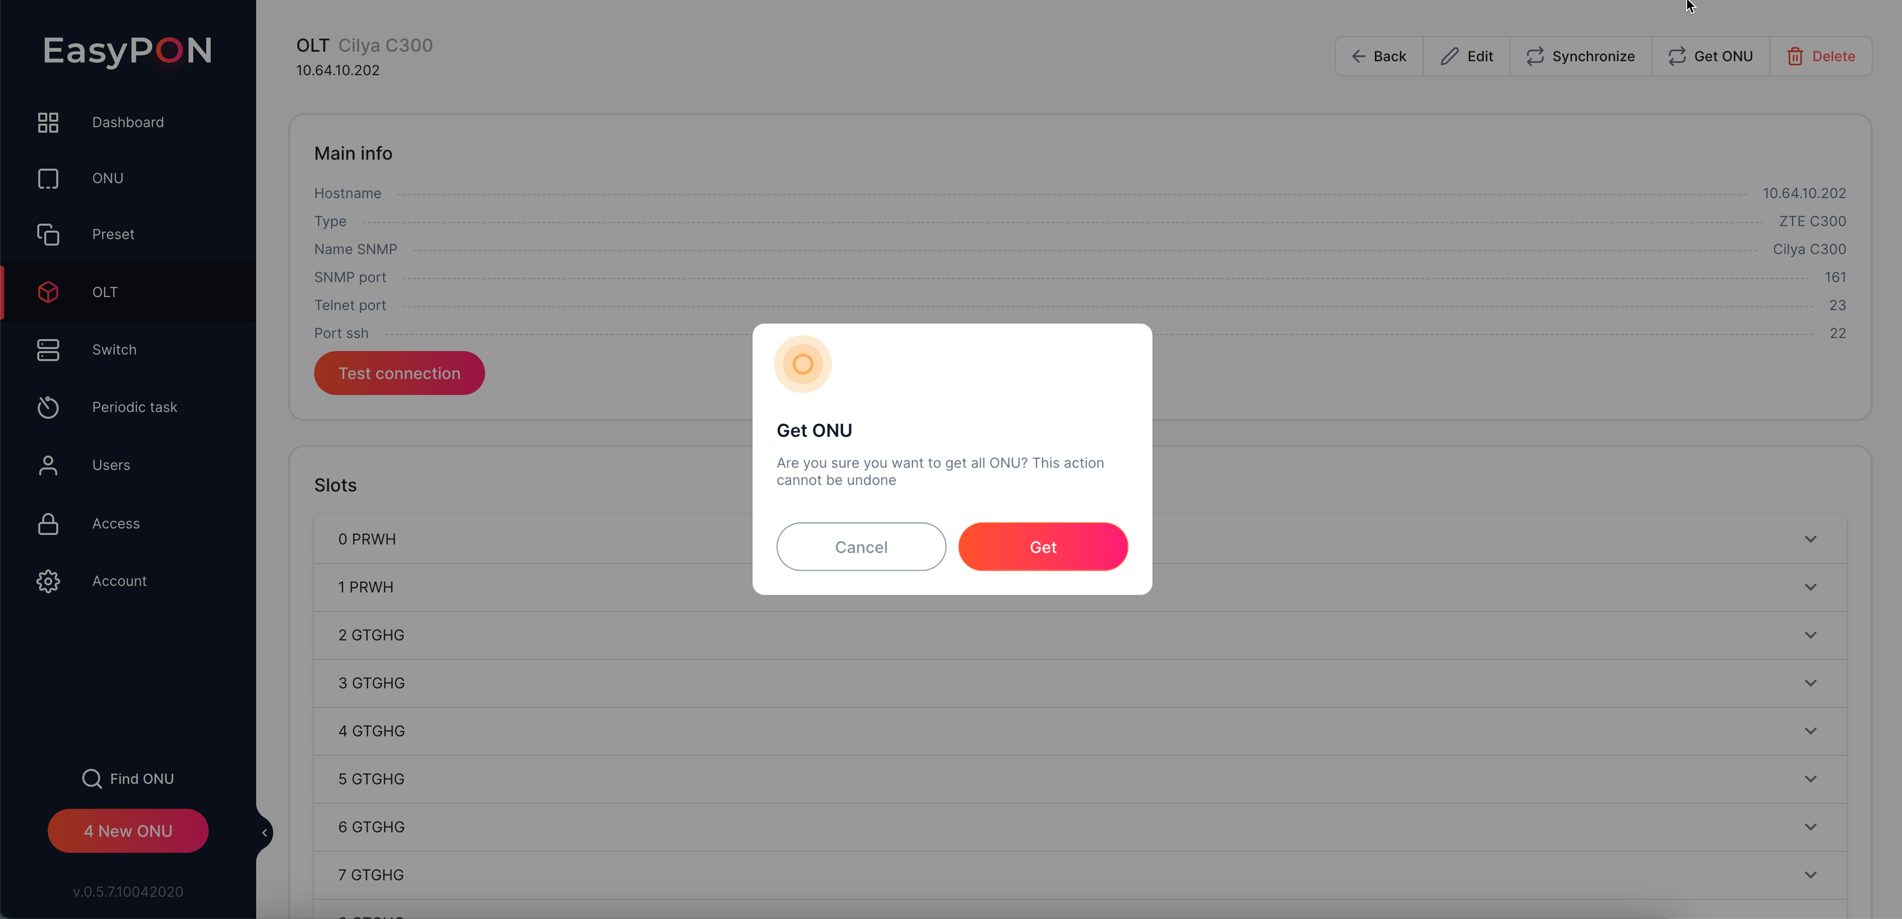 EasyPON
Dashboard
ONU
Preset
OLT
Switch
Periodic task
Users
Access
Account
Find ONU
4 New ONU
v.0.5.7.10042020
OLT Cilya C300
10.64.10.202
Back
Edit
Synchronize
Get ONU
Delete
Main info
Hostname 10.64.10.202
Type ZTE C300
Name SNMP Cilya C300
SNMP port 161
Telnet port 23
Port ssh 22
Test connection
Slots
0 PRWH
1 PRWH
2 GTGHG
3 GTGHG
4 GTGHG
5 GTGHG
6 GTGHG
7 GTGHG
Get ONU
Are you sure you want to get all ONU? This action
cannot be undone
Cancel
Get